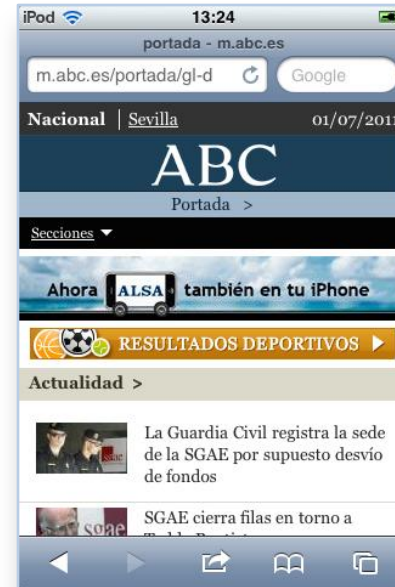 iPod 13:24
portada - m.abc.es
m.abc.es/portada/gl-d Google
Nacional | Sevilla 01/07/2011
ABC
Portada >
Secciones
Ahora ALSA también en tu iPhone
RESULTADOS DEPORTIVOS
Actualidad >
La Guardia Civil registra la sede
de la SGAE por supuesto desvío
de fondos
SGAE cierra filas en torno a
sgae